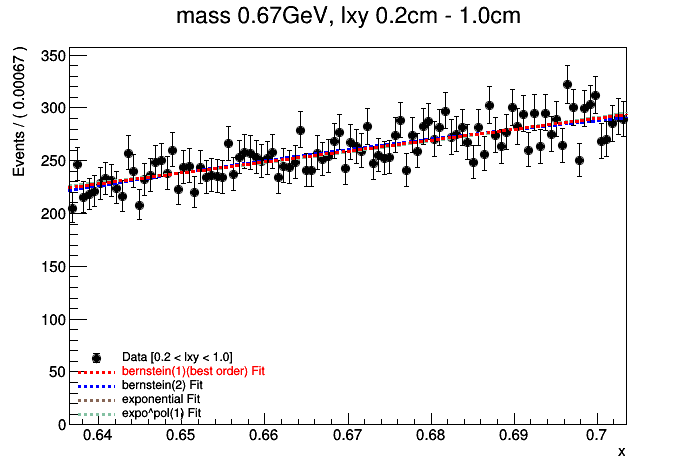 mass 0.67GeV, lxy 0.2cm - 1.0cm
Events / ( 0.00067 )
350
300
250
200
150
100
50
0
Data [0.2 < lxy < 1.0]
bernstein(1)(best order) Fit
bernstein(2) Fit
exponential Fit
expo^pol(1) Fit
0.64 0.65 0.66 0.67 0.68 0.69 0.7
x